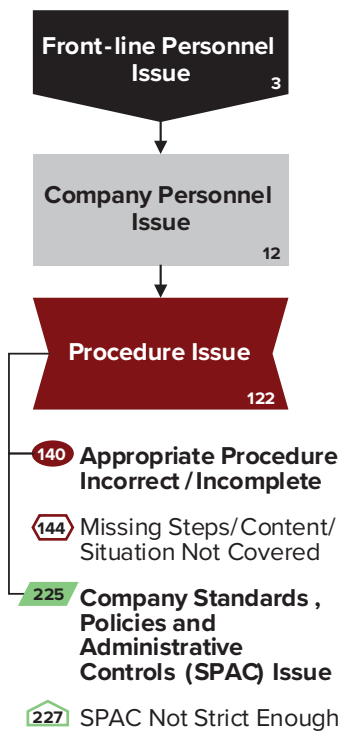 Front-line Personnel
Issue
3
Company Personnel
Issue
12
Procedure Issue
122
140 Appropriate Procedure
Incorrect / Incomplete
144 Missing Steps/Content/
Situation Not Covered
225 Company Standards ,
Policies and
Administrative
Controls (SPAC) Issue
227 SPAC Not Strict Enough